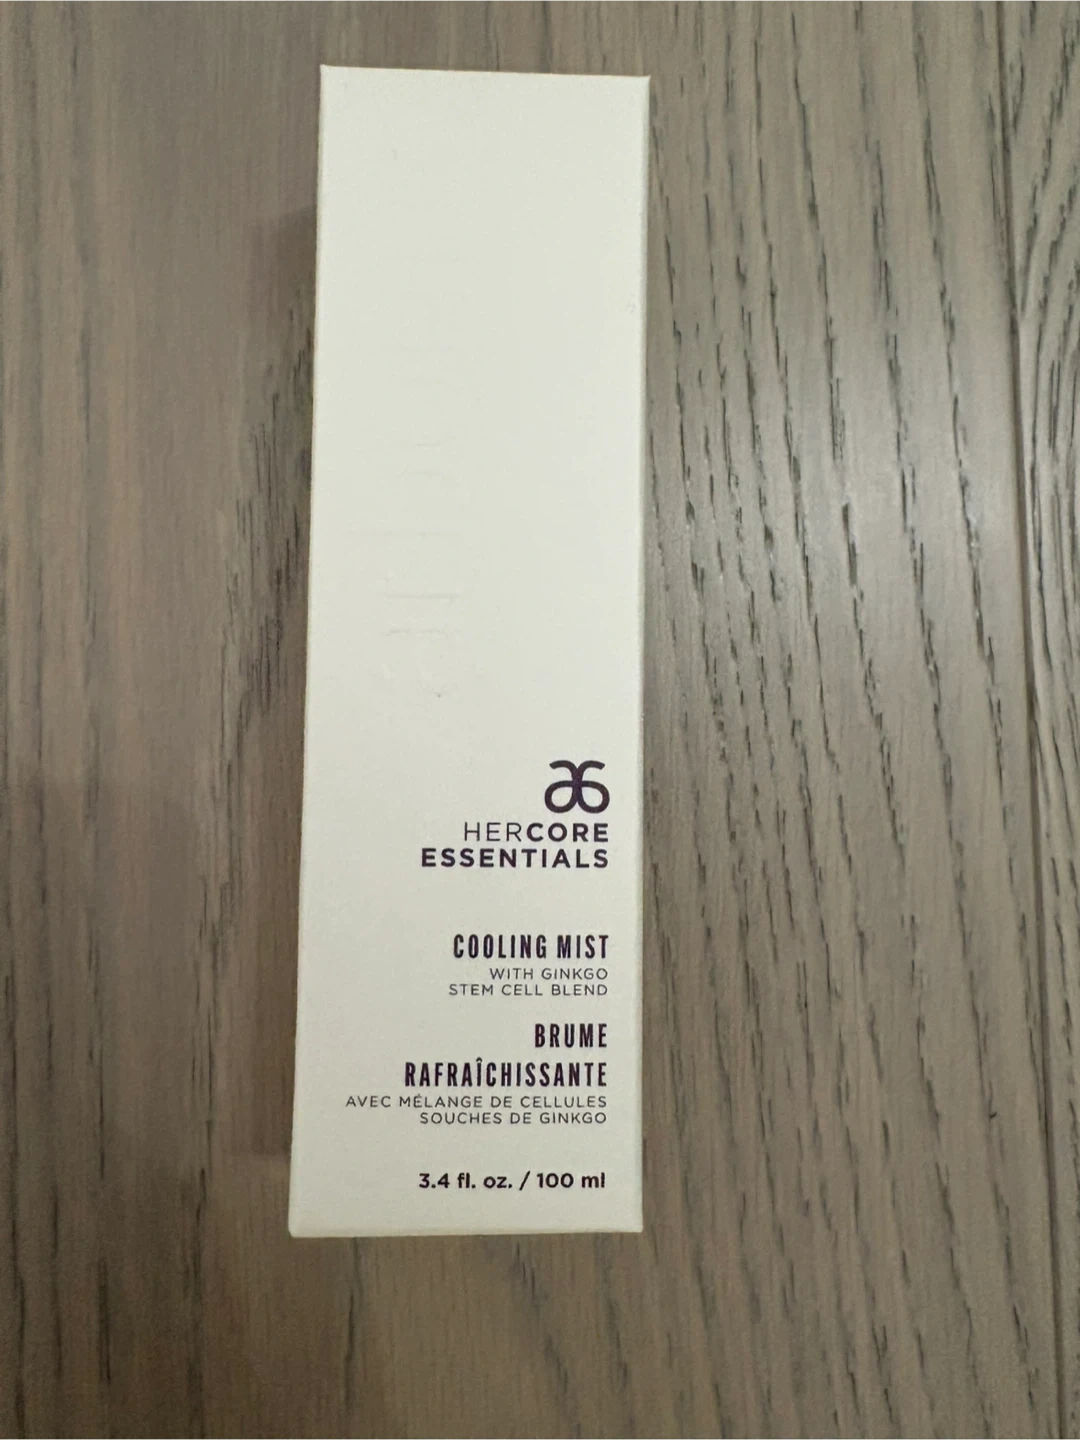 HERCORE
ESSENTIALS
COOLING MIST
WITH GINKGO
STEM CELL BLEND
BRUME
RAFRAÎCHISSANTE
AVEC MÉLANGE DE CELLULES
SOUCHES DE GINKGO
3.4 fl. oz. / 100 ml